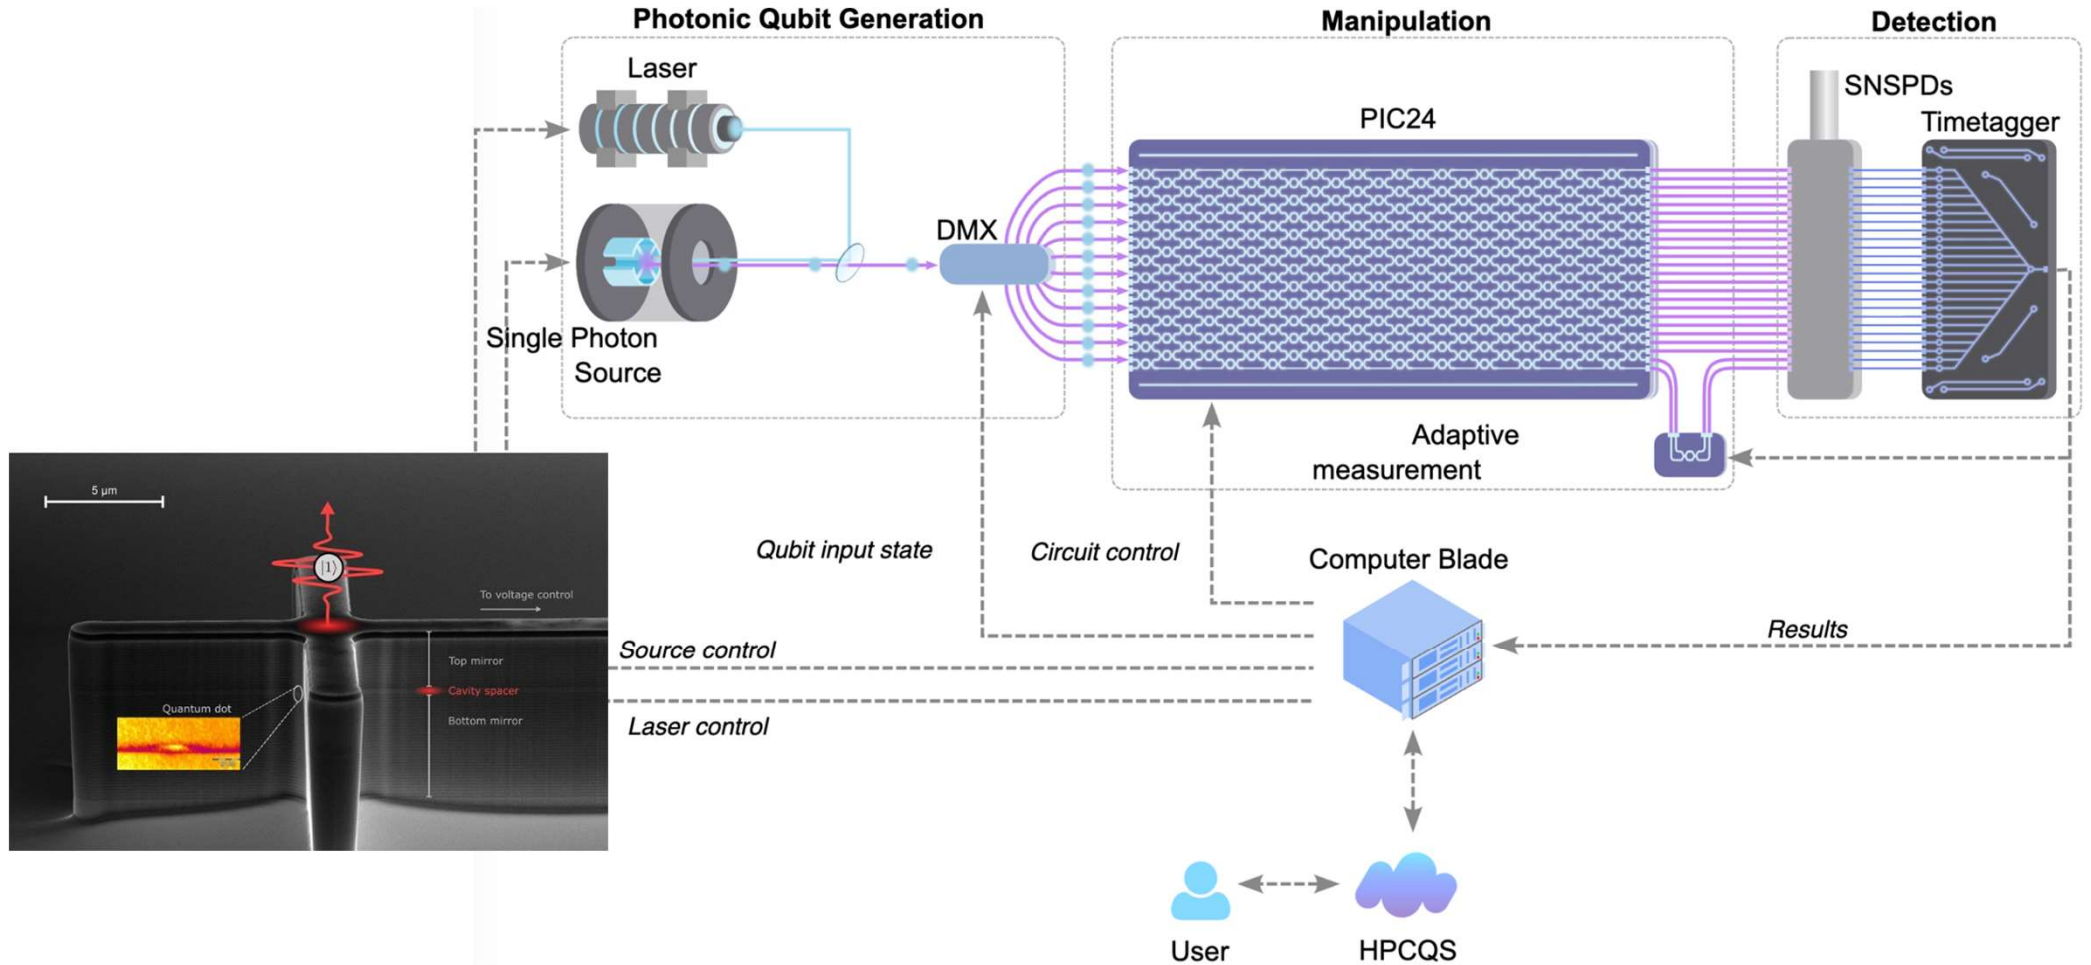 Photonic Qubit Generation
Manipulation
Detection
Laser
SNSPDs
Timetagger
PIC24
DMX
Single Photon
Source
Adaptive
measurement
5 µm
|1⟩
To voltage control
Top mirror
Cavity spacer
Bottom mirror
Quantum dot
Qubit input state
Circuit control
Computer Blade
Source control
Laser control
Results
User
HPCQS